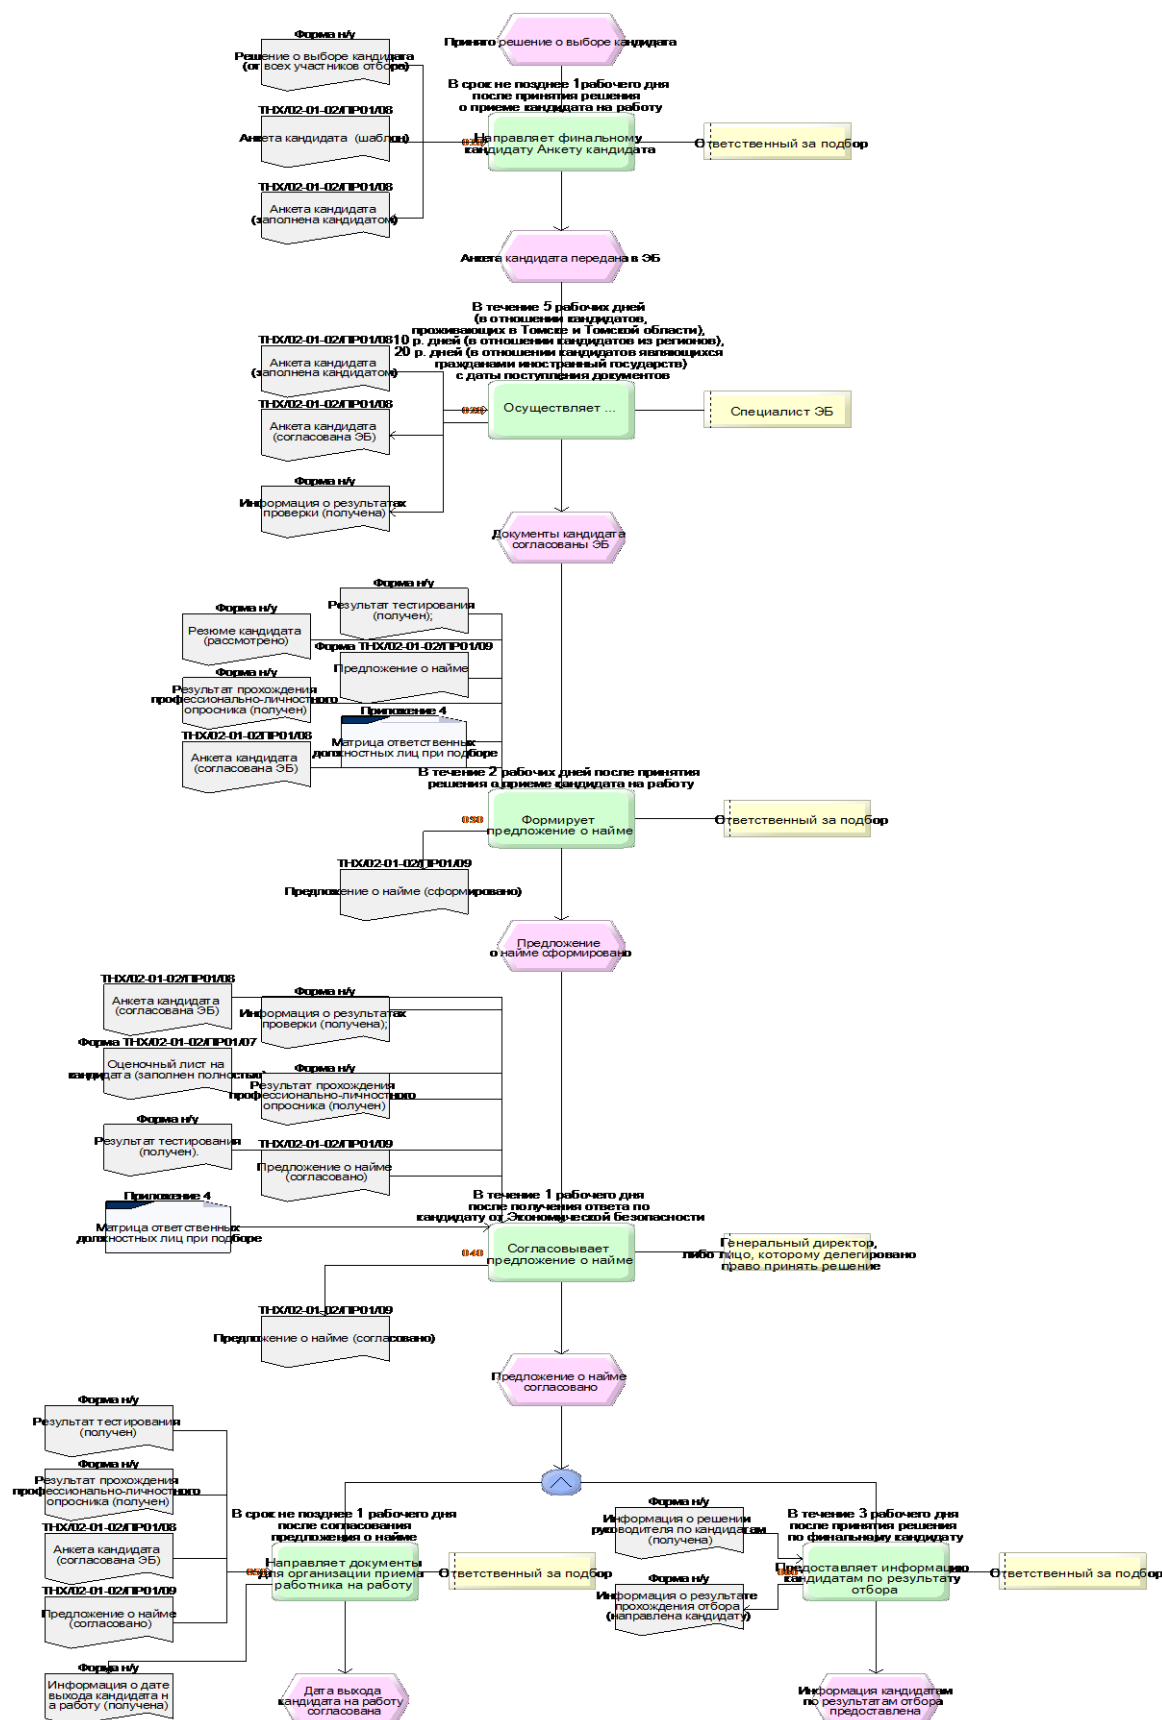 Принято решение о выборе кандидата
Форма н/у
Решение о выборе кандидата
(от всех участников отбора)
В срок не позднее 1рабочего дня
после принятия решения
о приеме кандидата на работу
ТНХ/02-01-02/ПР01/08
Анкета кандидата (шаблон)
Направляет финальному
кандидату Анкету кандидата
Ответственный за подбор
ТНХ/02-01-02/ПР01/08
Анкета кандидата
(заполнена кандидатом)
Анкета кандидата передана в ЭБ
В течение 5 рабочих дней
(в отношении кандидатов,
проживающих в Томске и Томской области),
10 р. дней (в отношении кандидатов из регионов),
20 р. дней (в отношении кандидатов являющихся
гражданами иностранный государств)
с даты поступления документов
ТНХ/02-01-02/ПР01/08
Анкета кандидата
(заполнена кандидатом)
ТНХ/02-01-02/ПР01/08
Анкета кандидата
(согласована ЭБ)
020
Осуществляет ...
Специалист ЭБ
Форма н/у
Информация о результатах
проверки (получена)
Документы кандидата
согласованы ЭБ
Форма н/у
Результат тестирования
(получен);
Форма н/у
Резюме кандидата
(рассмотрено)
Форма ТНХ/02-01-02/ПР01/09
Предложение о найме
Форма н/у
Результат прохождения
профессионально-личностного
опросника (получен)
Приложение 4
Матрица ответственных
должностных лиц при подборе
ТНХ/02-01-02/ПР01/08
Анкета кандидата
(согласована ЭБ)
В течение 2 рабочих дней после принятия
решения о приеме кандидата на работу
030
Формирует
предложение о найме
Ответственный за подбор
ТНХ/02-01-02/ПР01/09
Предложение о найме (сформировано)
Предложение
о найме сформировано
ТНХ/02-01-02/ПР01/08
Анкета кандидата
(согласована ЭБ)
Форма н/у
Информация о результатах
проверки (получена);
Форма ТНХ/02-01-02/ПР01/07
Оценочный лист на
кандидата (заполнен полностью)
Форма н/у
Результат прохождения
профессионально-личностного
опросника (получен)
Форма н/у
Результат тестирования
(получен).
ТНХ/02-01-02/ПР01/09
Предложение о найме
(согласовано)
Приложение 4
Матрица ответственных
должностных лиц при подборе
В течение 1 рабочего дня
после получения ответа по
кандидату от Экономической безопасности
040
Согласовывает
предложение о найме
Генеральный директор,
либо лицо, которому делегировано
право принять решение
ТНХ/02-01-02/ПР01/09
Предложение о найме (согласовано)
Предложение о найме
согласовано
Форма н/у
Результат тестирования
(получен)
Форма н/у
Результат прохождения
профессионально-личностного
опросника (получен)
ТНХ/02-01-02/ПР01/08
Анкета кандидата
(согласована ЭБ)
ТНХ/02-01-02/ПР01/09
Предложение о найме
(согласовано)
Форма н/у
Информация о дате
выхода кандидата н
а работу (получена)
В срок не позднее 1 рабочего дня
после согласования
предложения о найме
Направляет документы
для организации приема
работника на работу
Ответственный за подбор
Дата выхода
кандидата на работу
согласована
Форма н/у
Информация о решении
руководителя по кандидатам
(получена)
Форма н/у
Информация о результате
прохождения отбора
(направлена кандидату)
В течение 3 рабочего дня
после принятия решения
по финальному кандидату
Предоставляет информацию
кандидатам по результату
отбора
Ответственный за подбор
Информация кандидатам
по результатам отбора
предоставлена